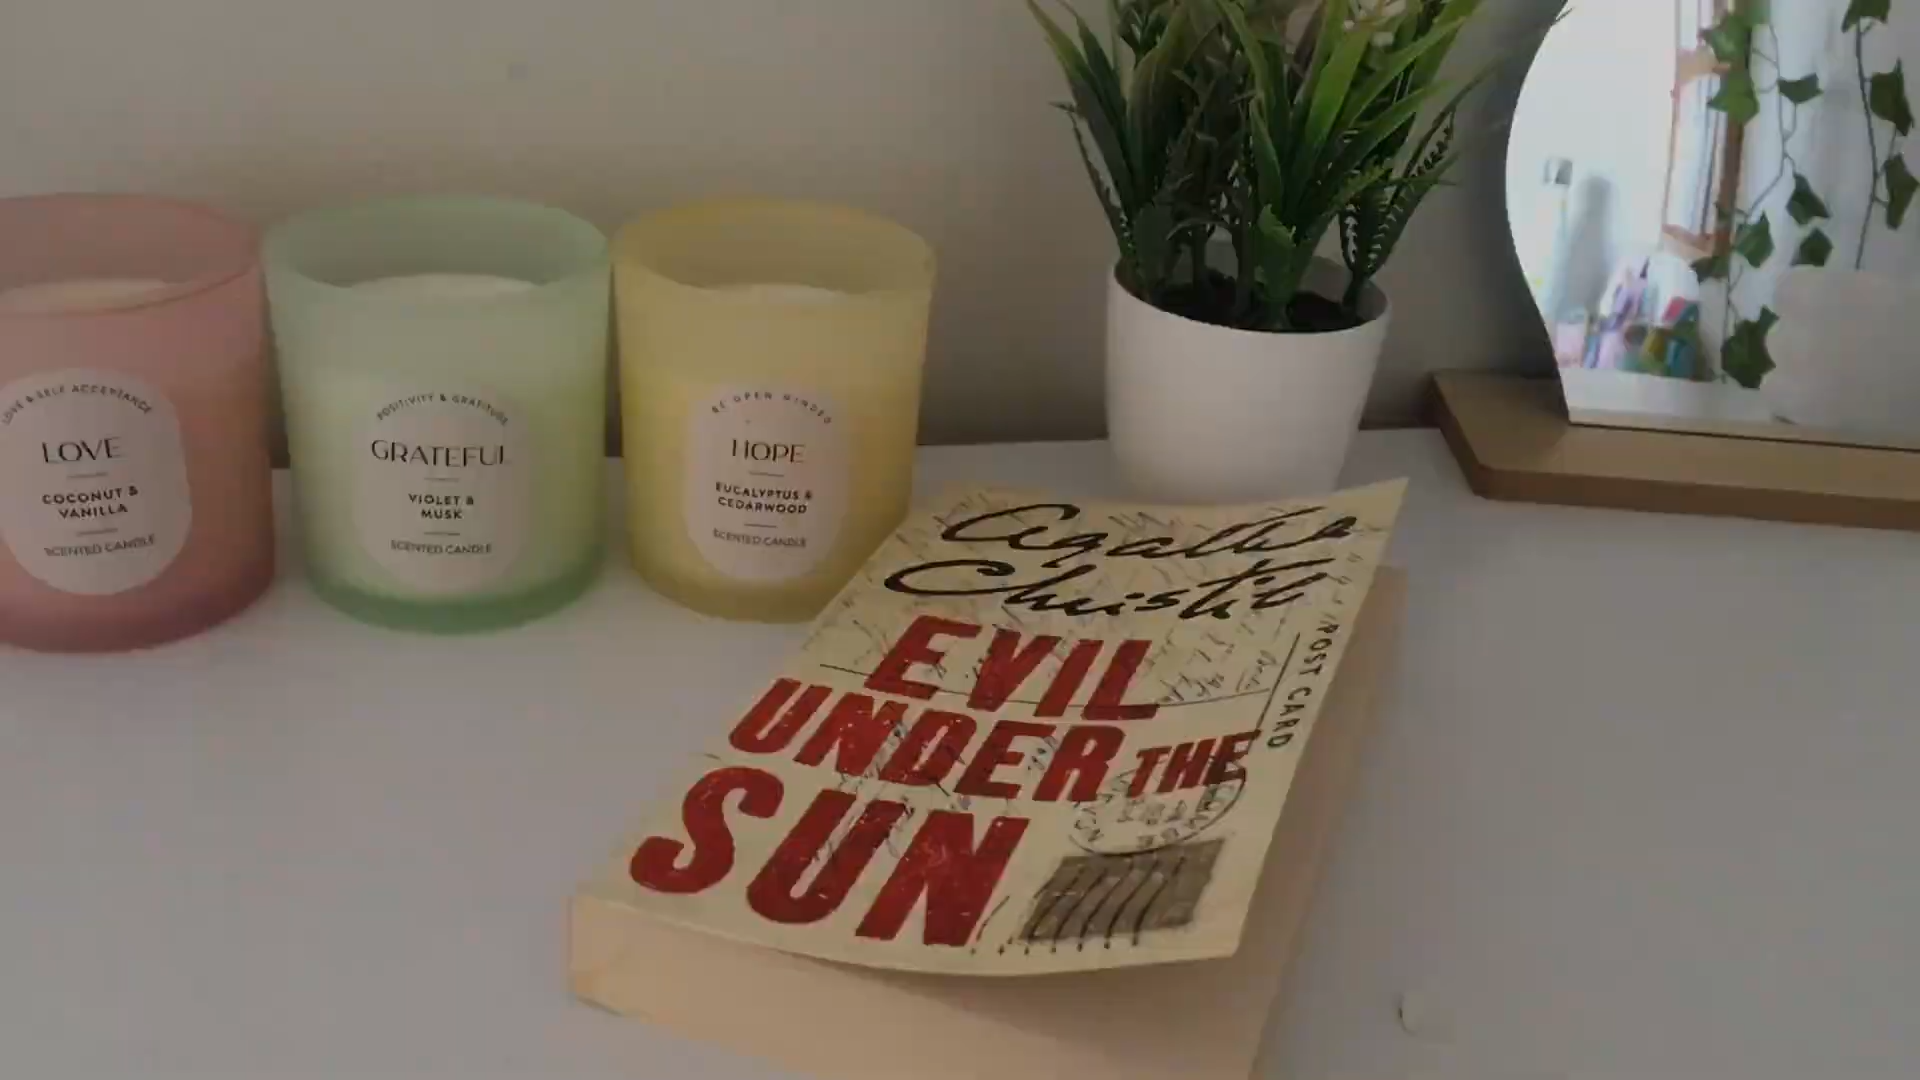 LOVE & SELF ACCEPTANCE
LOVE
COCONUT &
VANILLA
SCENTED CANDLE
POSITIVITY & GRATITUDE
GRATEFUL
VIOLET &
MUSK
SCENTED CANDLE
BE OPEN MINDED
HOPE
EUCALYPTUS &
CEDARWOOD
SCENTED CANDLE
Agatha
Christie
EVIL
UNDER THE
SUN
POST CARD